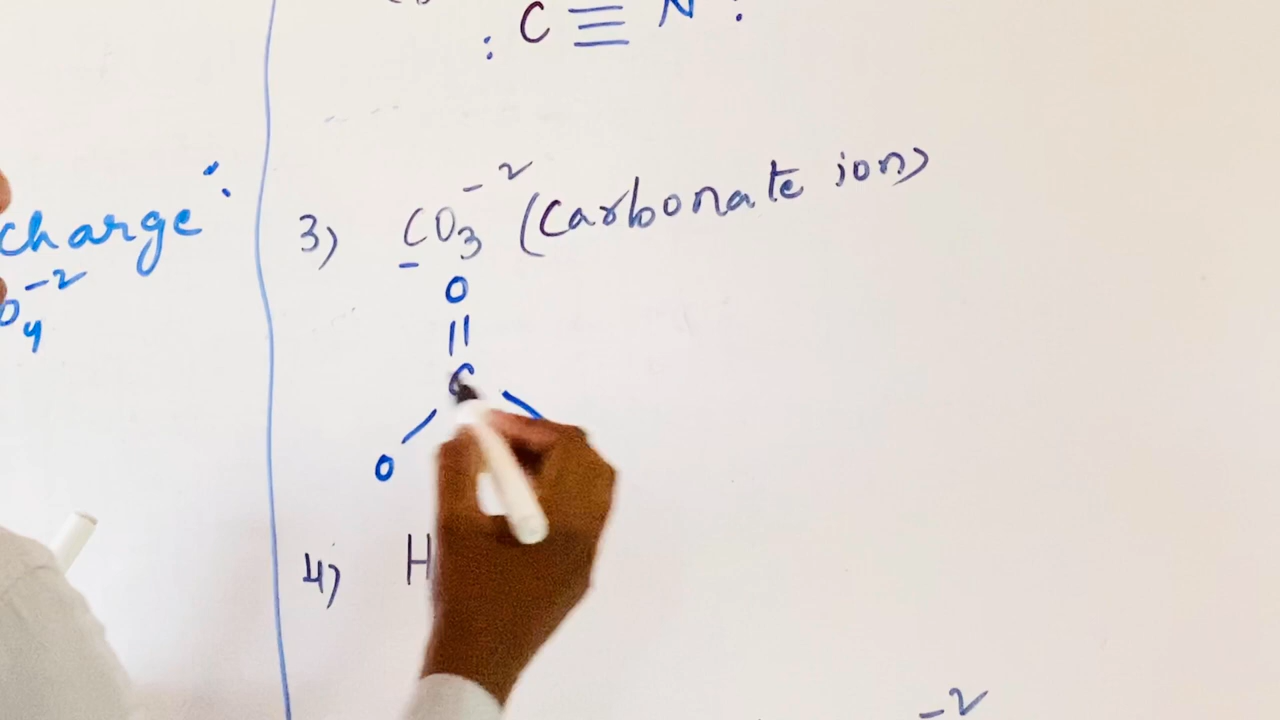 : C ≡ N :
charge :
O₄⁻²
3) CO₃⁻² (Carbonate ion)
O
||
C
O
4) H
-2